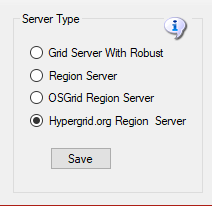 Server Type
Grid Server With Robust
Region Server
OSGrid Region Server
Hypergrid.org Region  Server
Save